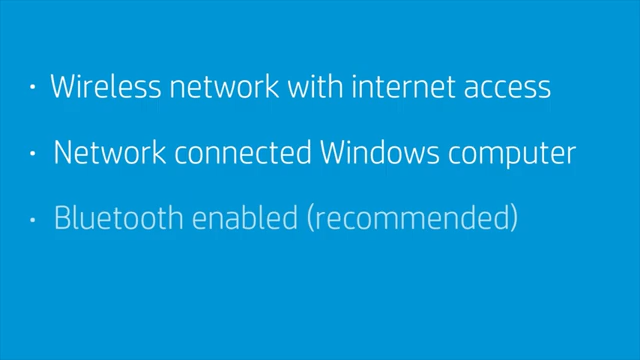 · Wireless network with internet access
· Network connected Windows computer
· Bluetooth enabled (recommended)